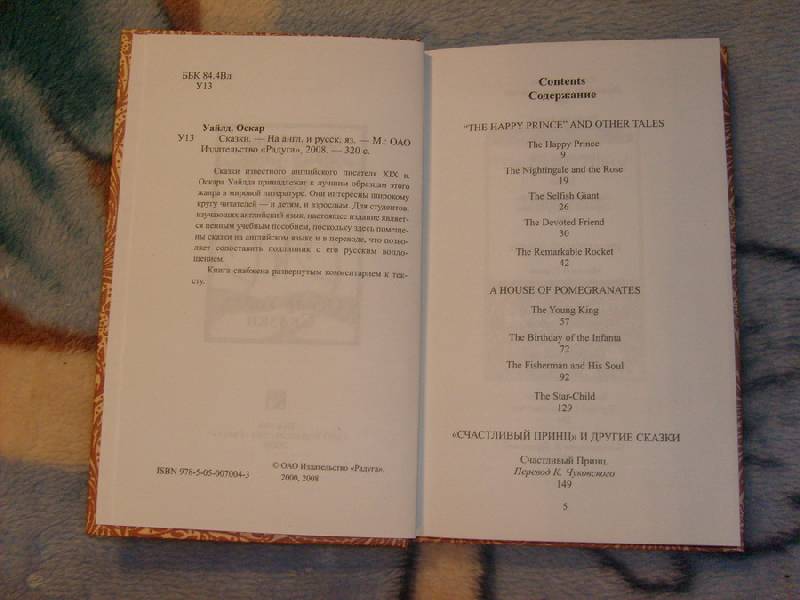 ББК 84.4Вл
У13
Уайлд, Оскар
У13 Сказки. — На англ. и русск. яз. — М.: ОАО
Издательство «Радуга», 2008. — 320 с.
Сказки известного английского писателя XIX в.
Оскара Уайлда принадлежат к лучшим образцам этого
жанра в мировой литературе. Они интересны широкому
кругу читателей — и детям, и взрослым. Для студентов,
изучающих английский язык, настоящее издание являет-
ся ценным учебным пособием, поскольку здесь помеще-
ны сказки на английском языке и в переводе, что позво-
ляет сопоставить подлинник с его русским вопло-
щением.
Книга снабжена развернутым комментарием к тек-
сту.
ISBN 978-5-05-007004-3
© ОАО Издательство «Радуга»,
2006, 2008
Contents
Содержание
“THE HAPPY PRINCE” AND OTHER TALES
The Happy Prince
9
The Nightingale and the Rose
19
The Selfish Giant
26
The Devoted Friend
30
The Remarkable Rocket
42
A HOUSE OF POMEGRANATES
The Young King
57
The Birthday of the Infanta
72
The Fisherman and His Soul
92
The Star-Child
129
«СЧАСТЛИВЫЙ ПРИНЦ» И ДРУГИЕ СКАЗКИ
Счастливый Принц.
Перевод К. Чуковского
149
5